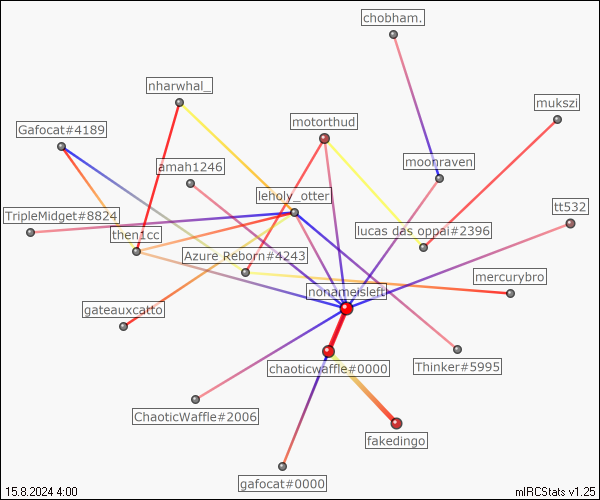 chobham.
nharwhal_
mukszi
motorthud
Gafocat#4189
moonraven
amah1246
leholy_otter
tt532
TripleMidget#8824
lucas das oppai#2396
then1cc
Azure Reborn#4243
mercurybro
nonameisleft
gateauxcatto
chaoticwaffle#0000
Thinker#5995
ChaoticWaffle#2006
fakedingo
gafocat#0000
15.8.2024 4:00
mIRCStats v1.25